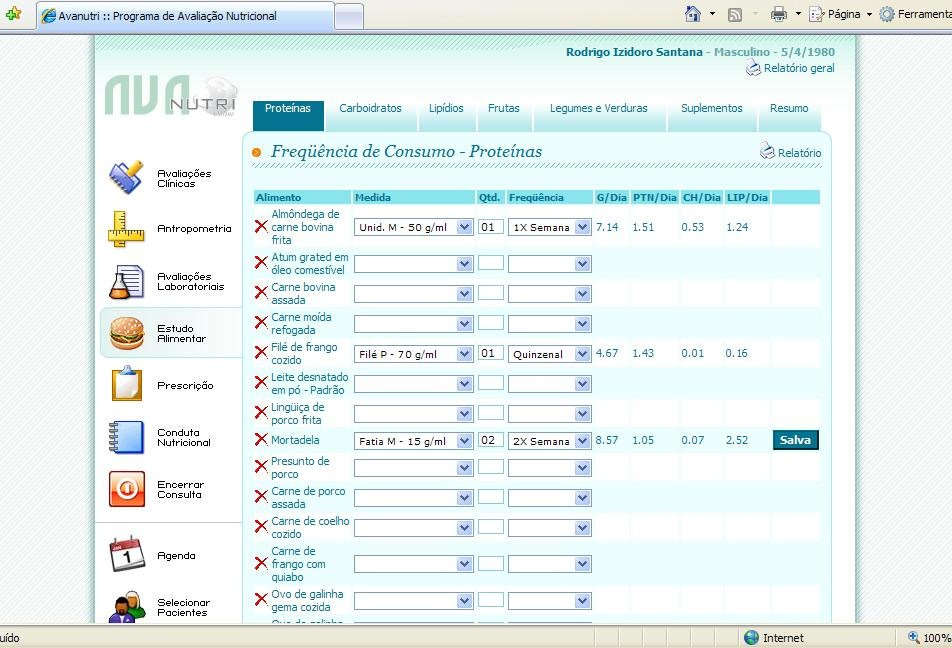 Avanutri :: Programa de Avaliação Nutricional
Página
Ferramenta
Rodrigo Izidoro Santana - Masculino - 5/4/1980
Relatório geral
AVA
NUTRI
Proteínas
Carboidratos
Lipídios
Frutas
Legumes e Verduras
Suplementos
Resumo
Freqüência de Consumo - Proteínas
Relatório
Avaliações
Clínicas
Antropometria
Avaliações
Laboratoriais
Estudo
Alimentar
Prescrição
Conduta
Nutricional
Encerrar
Consulta
JAN
1
Agenda
Selecionar
Pacientes
Alimento Medida Qtd. Freqüência G/Dia PTN/Dia CH/Dia LIP/Dia
Almôndega de
carne bovina Unid. M - 50 g/ml 01 1X Semana 7.14 1.51 0.53 1.24
frita
Atum grated em
óleo comestível
Carne bovina
assada
Carne moída
refogada
Filé de frango
cozido Filé P - 70 g/ml 01 Quinzenal 4.67 1.43 0.01 0.16
Leite desnatado
em pó - Padrão
Lingüiça de
porco frita
Mortadela Fatia M - 15 g/ml 02 2X Semana 8.57 1.05 0.07 2.52 Salva
Presunto de
porco
Carne de porco
assada
Carne de coelho
cozido
Carne de
frango com
quiabo
Ovo de galinha
gema cozida
Ovo de galinha
uído
Internet
100%